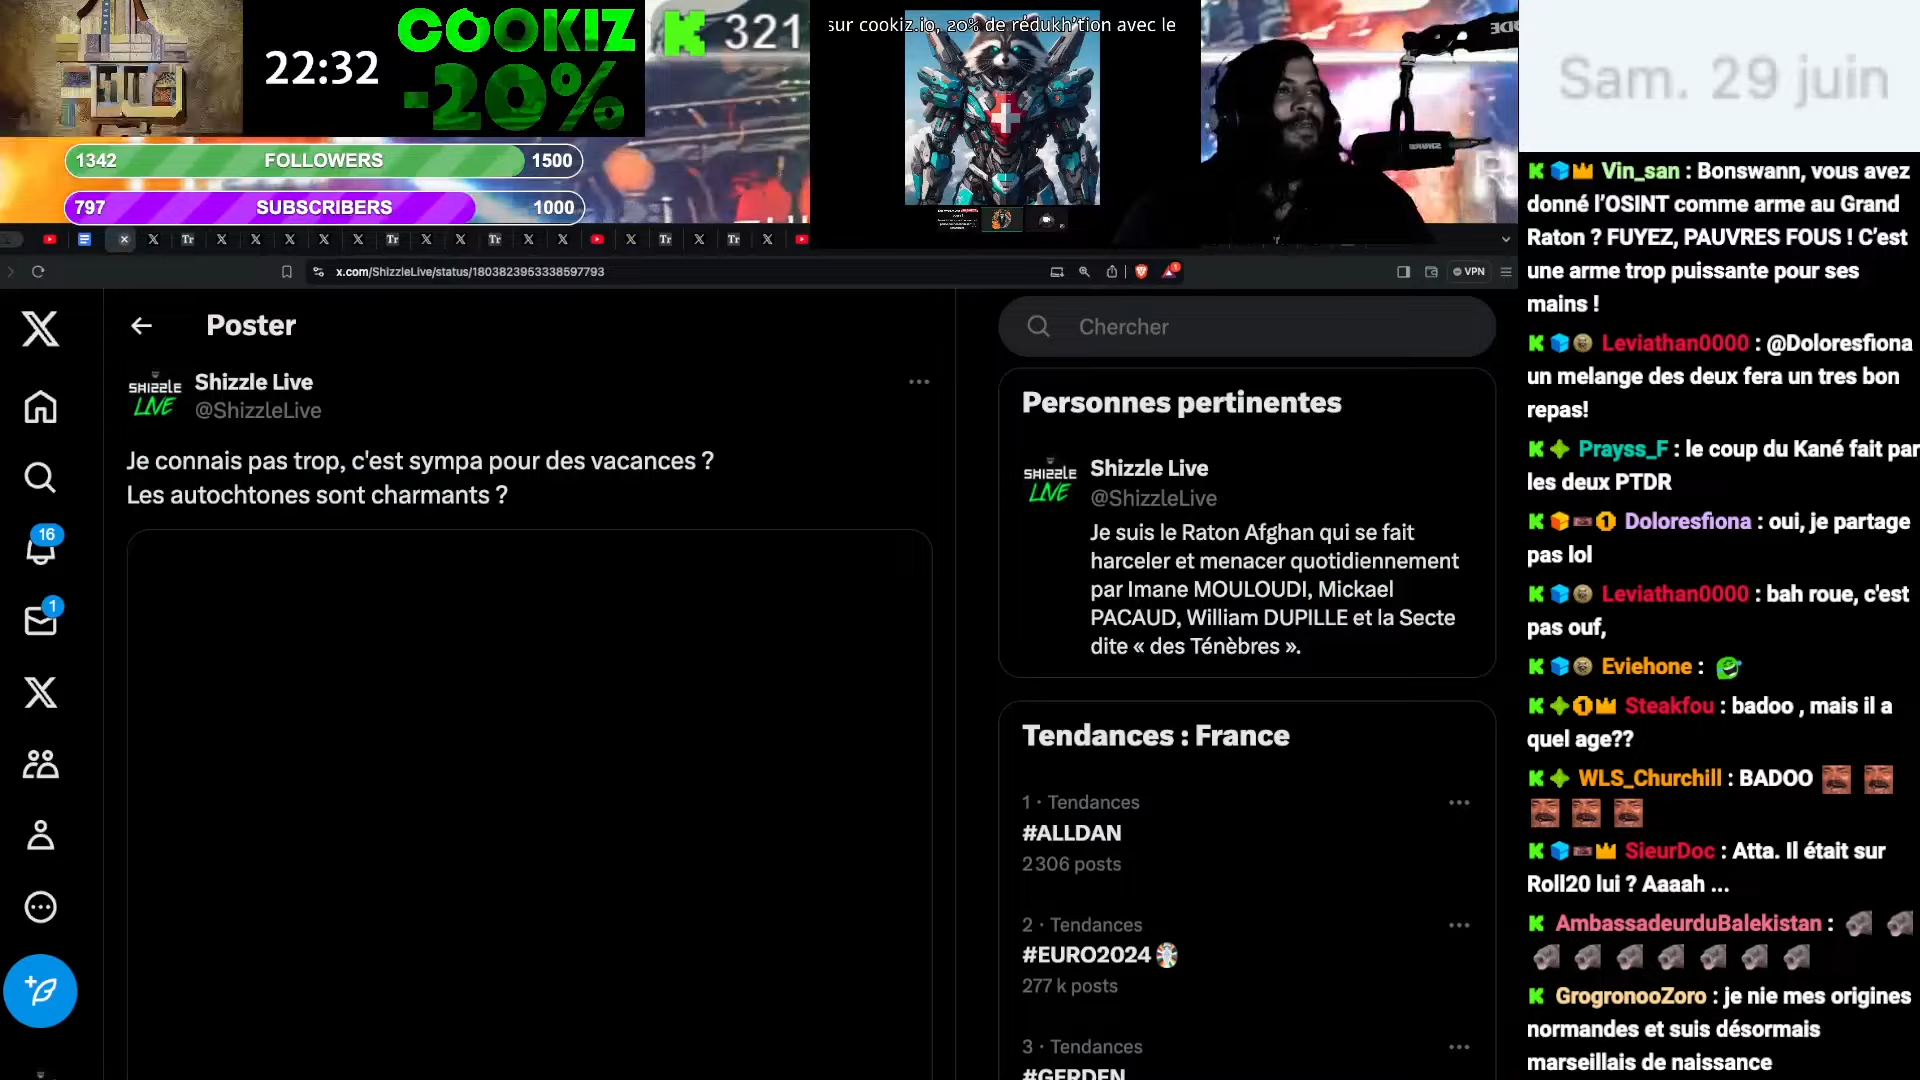 22:32
COOKIZ
-20%
321
sur cookiz.io, 20% de rédukh'tion avec le
Sam. 29 juin
1342 FOLLOWERS 1500
797 SUBSCRIBERS 1000
x.com/ShizzleLive/status/1803823953338597793
VPN
Poster
Chercher
SHIZZLE
LIVE
Shizzle Live
@ShizzleLive
Je connais pas trop, c'est sympa pour des vacances ?
Les autochtones sont charmants ?
16
1
Personnes pertinentes
SHIZZLE
LIVE
Shizzle Live
@ShizzleLive
Je suis le Raton Afghan qui se fait
harceler et menacer quotidiennement
par Imane MOULOUDI, Mickael
PACAUD, William DUPILLE et la Secte
dite « des Ténèbres ».
Tendances : France
1 · Tendances
#ALLDAN
2 306 posts
2 · Tendances
#EURO2024
277 k posts
3 · Tendances
#GERDEN
Vin_san : Bonswann, vous avez
donné l’OSINT comme arme au Grand
Raton ? FUYEZ, PAUVRES FOUS ! C’est
une arme trop puissante pour ses
mains !
Leviathan0000 : @Doloresfiona
un melange des deux fera un tres bon
repas!
Prayss_F : le coup du Kané fait par
les deux PTDR
Doloresfiona : oui, je partage
pas lol
Leviathan0000 : bah roue, c'est
pas ouf,
Eviehone :
Steakfou : badoo , mais il a
quel age??
WLS_Churchill : BADOO
SieurDoc : Atta. Il était sur
Roll20 lui ? Aaaah ...
AmbassadeurduBalekistan :
GrogronooZoro : je nie mes origines
normandes et suis désormais
marseillais de naissance